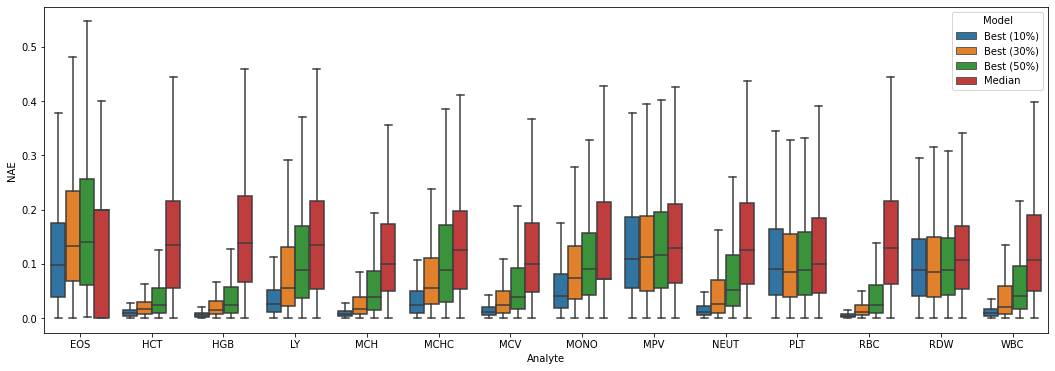 Model
Best (10%)
Best (30%)
Best (50%)
Median
NAE
0.5
0.4
0.3
0.2
0.1
0.0
EOS HCT HGB LY MCH MCHC MCV MONO MPV NEUT PLT RBC RDW WBC
Analyte